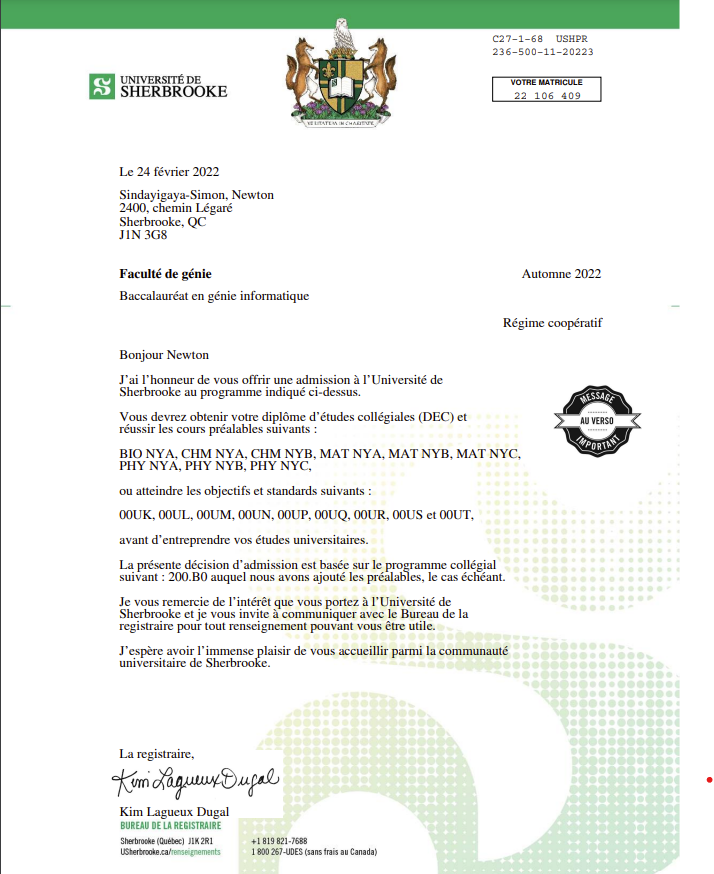 C27-1-68 USHPR
236-500-11-20223
UNIVERSITÉ DE
SHERBROOKE
VOTRE MATRICULE
22 106 409
Le 24 février 2022
Sindayigaya-Simon, Newton
2400, chemin Légaré
Sherbrooke, QC
J1N 3G8
Faculté de génie
Automne 2022
Baccalauréat en génie informatique
Régime coopératif
Bonjour Newton
J'ai l'honneur de vous offrir une admission à l'Université de
Sherbrooke au programme indiqué ci-dessus.
MESSAGE
AU VERSO
IMPORTANT
Vous devrez obtenir votre diplôme d'études collégiales (DEC) et
réussir les cours préalables suivants :
BIO NYA, CHM NYA, CHM NYB, MAT NYA, MAT NYB, MAT NYC,
PHY NYA, PHY NYB, PHY NYC,
ou atteindre les objectifs et standards suivants :
00UK, 00UL, 00UM, 00UN, 00UP, 00UQ, 00UR, 00US et 00UT,
avant d'entreprendre vos études universitaires.
La présente décision d'admission est basée sur le programme collégial
suivant : 200.B0 auquel nous avons ajouté les préalables, le cas échéant.
Je vous remercie de l'intérêt que vous portez à l'Université de
Sherbrooke et je vous invite à communiquer avec le Bureau de la
registraire pour tout renseignement pouvant vous être utile.
J'espère avoir l'immense plaisir de vous accueillir parmi la communauté
universitaire de Sherbrooke.
La registraire,
Kim Lagueux Dugal
Kim Lagueux Dugal
BUREAU DE LA REGISTRAIRE
Sherbrooke (Québec) J1K 2R1
+1 819 821-7688
USherbrooke.ca/renseignements
1 800 267-UDES (sans frais au Canada)